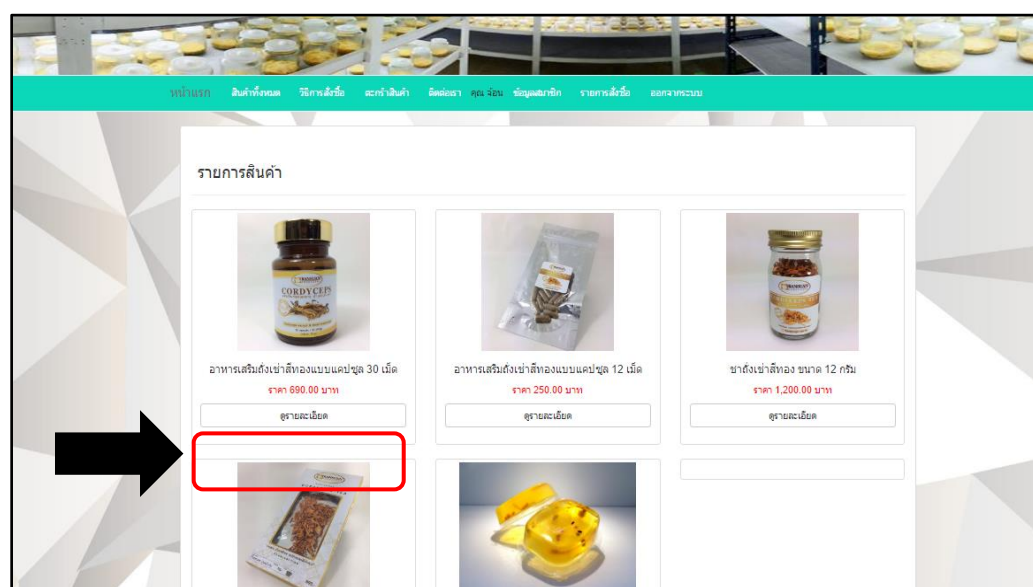 หน้าแรก สินค้าทั้งหมด วิธีการสั่งซื้อ ตะกร้าสินค้า ติดต่อเรา คุณ ร่อน ข้อมูลสมาชิก รายการสั่งซื้อ ออกจากระบบ
รายการสินค้า
CORDYCEPS
อาหารเสริมถั่งเช่าสีทองแบบแคปซูล 30 เม็ด
ราคา 690.00 บาท
ดูรายละเอียด
อาหารเสริมถั่งเช่าสีทองแบบแคปซูล 12 เม็ด
ราคา 250.00 บาท
ดูรายละเอียด
ชาถั่งเช่าสีทอง ขนาด 12 กรัม
ราคา 1,200.00 บาท
ดูรายละเอียด